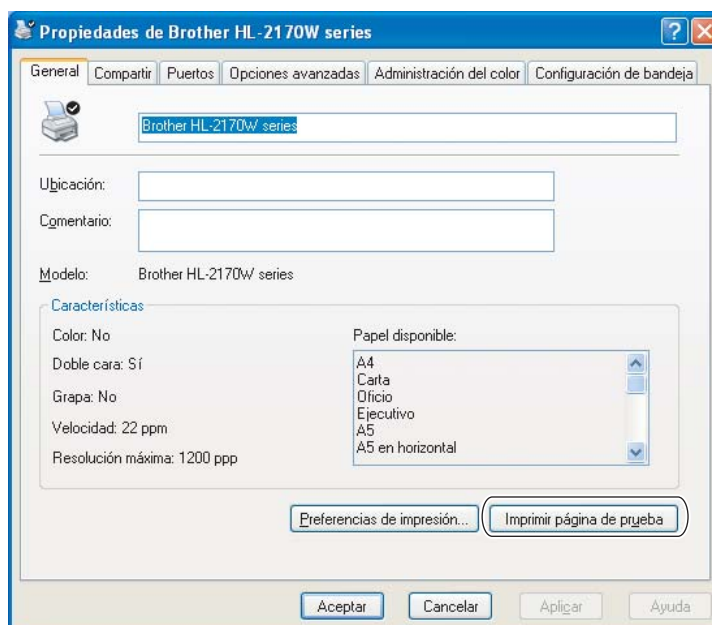 Propiedades de Brother HL-2170W series
General Compartir Puertos Opciones avanzadas Administración del color Configuración de bandeja
Brother HL-2170W series
Ubicación:
Comentario:
Modelo: Brother HL-2170W series
Características
Color: No
Doble cara: Sí
Grapa: No
Velocidad: 22 ppm
Resolución máxima: 1200 ppp
Papel disponible:
A4
Carta
Oficio
Ejecutivo
A5
A5 en horizontal
Preferencias de impresión... Imprimir página de prueba
Aceptar Cancelar Aplicar Ayuda